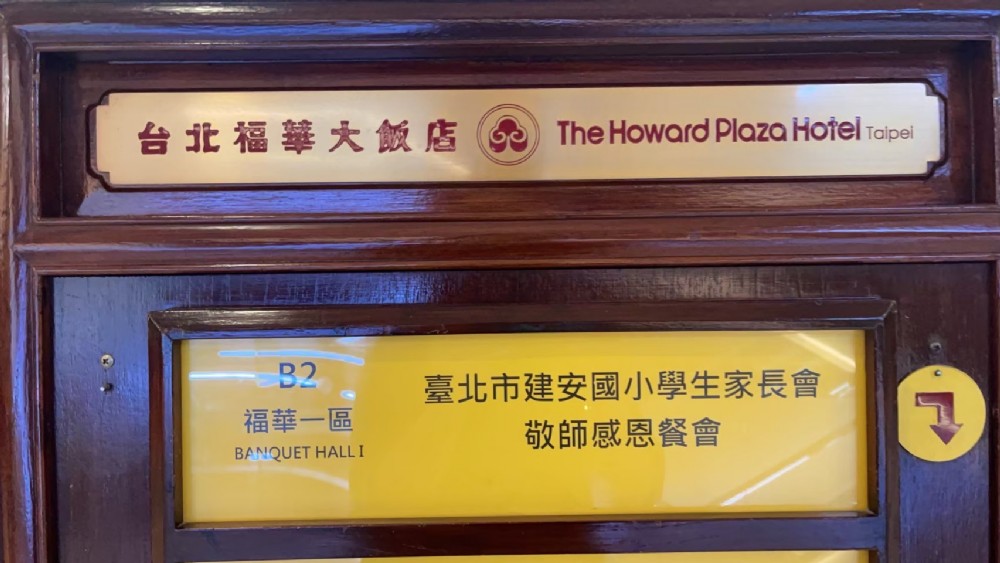 台北福華大飯店 The Howard Plaza Hotel Taipei
B2
福華一區
BANQUET HALL I
臺北市建安國小學生家長會
敬師感恩餐會